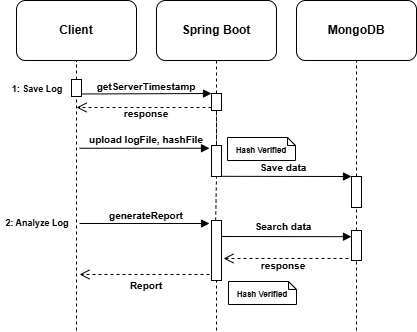 Client
Spring Boot
MongoDB
1: Save Log
getServerTimestamp
response
upload logFile, hashFile
Hash Verified
Save data
2: Analyze Log
generateReport
Search data
response
Report
Hash Verified